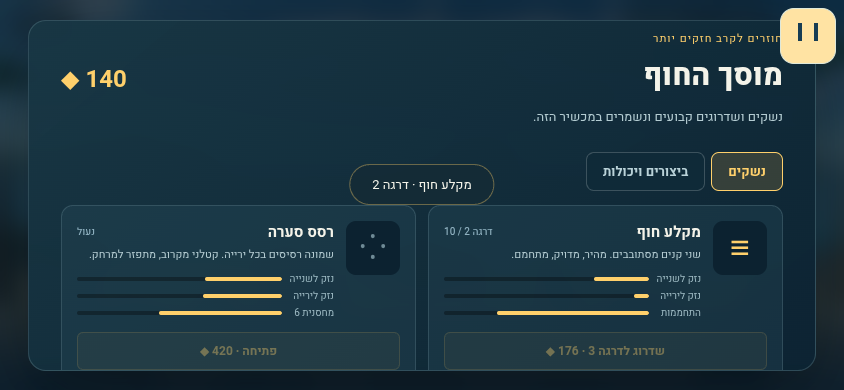 חוזרים לקרב חזקים יותר
מוסך החוף
140
נשקים ושדרוגים קבועים ונשמרים במכשיר הזה.
נשקים
ביצורים ויכולות
מקלע חוף · דרגה 2
מקלע חוף
דרגה 2 / 10
שני קנים מסתובבים. מהיר, מדויק, מתחמם.
נזק לשנייה
נזק לירייה
התחממות
שדרוג לדרגה 3 · 176 ◆
רסס סערה
נעול
שמונה רסיסים בכל ירייה. קטלני מקרוב, מתפזר למרחק.
נזק לשנייה
נזק לירייה
מחסנית 6
פתיחה · 420 ◆